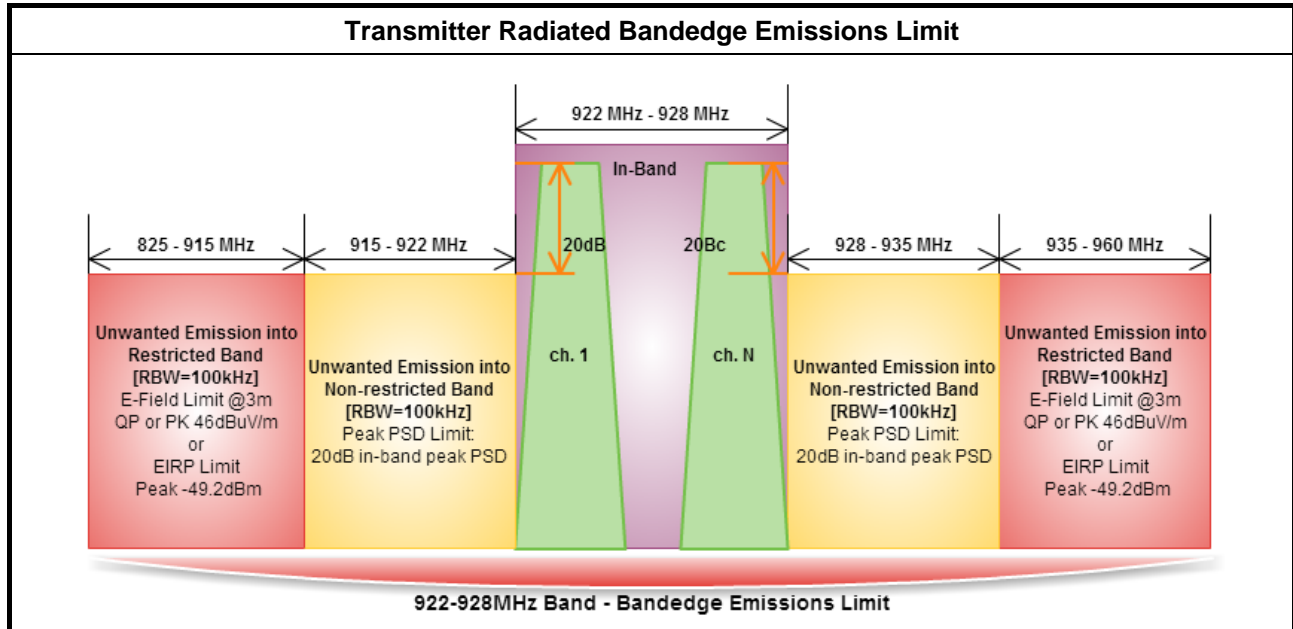 Transmitter Radiated Bandedge Emissions Limit
922 MHz - 928 MHz
In-Band
825 - 915 MHz
915 - 922 MHz
20dB
20Bc
928 - 935 MHz
935 - 960 MHz
Unwanted Emission into
Restricted Band
[RBW=100kHz]
E-Field Limit @3m
QP or PK 46dBuV/m
or
EIRP Limit
Peak -49.2dBm
Unwanted Emission into
Non-restricted Band
[RBW=100kHz]
Peak PSD Limit:
20dB in-band peak PSD
ch. 1
ch. N
Unwanted Emission into
Non-restricted Band
[RBW=100kHz]
Peak PSD Limit:
20dB in-band peak PSD
Unwanted Emission into
Restricted Band
[RBW=100kHz]
E-Field Limit @3m
QP or PK 46dBuV/m
or
EIRP Limit
Peak -49.2dBm
922-928MHz Band - Bandedge Emissions Limit